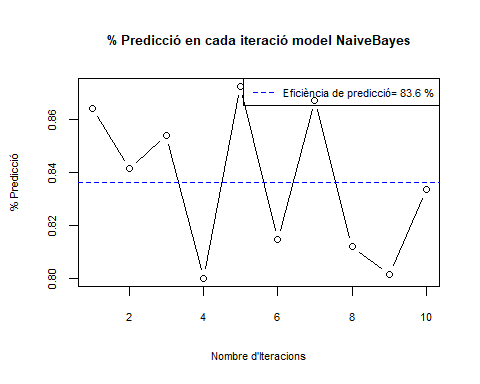 % Predicció en cada iteració model NaiveBayes
Eficiència de predicció= 83.6 %
% Predicció
0.86
0.84
0.82
0.80
2 4 6 8 10
Nombre d'Iteracions